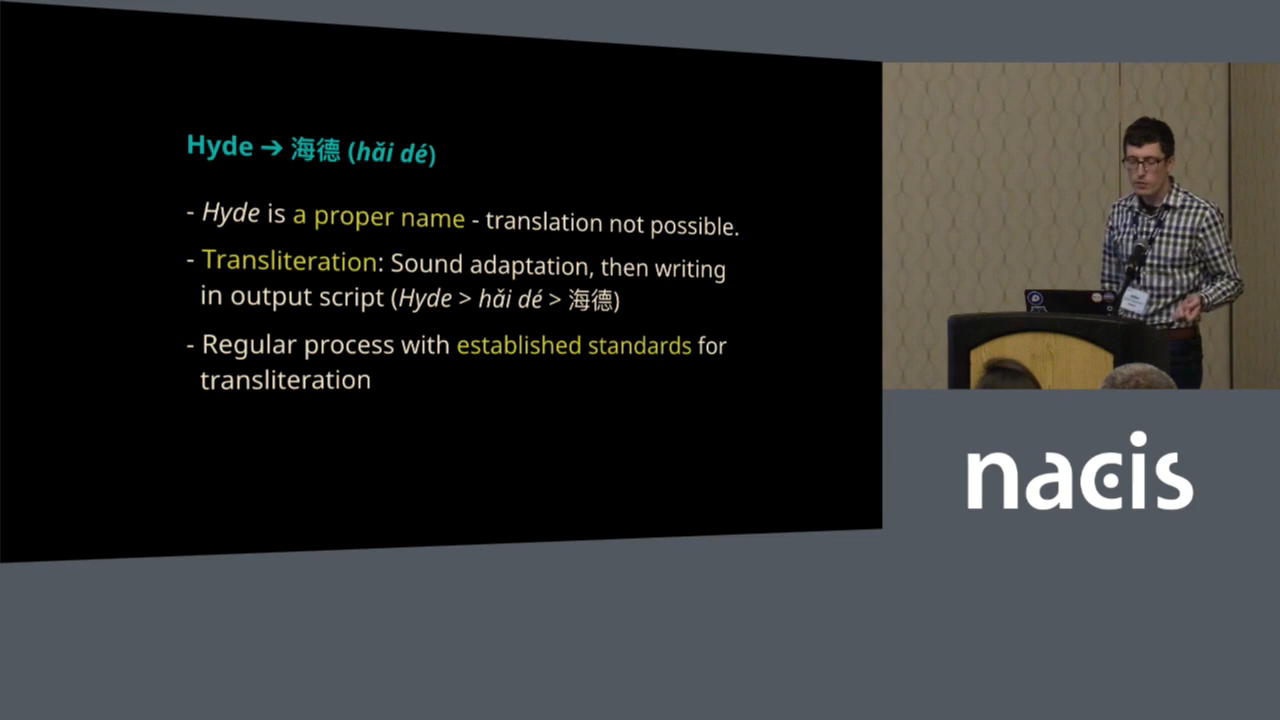 Hyde → 海德 (hǎi dé)
- Hyde is a proper name - translation not possible.
- Transliteration: Sound adaptation, then writing
in output script (Hyde > hǎi dé > 海德)
- Regular process with established standards for
transliteration
nacis